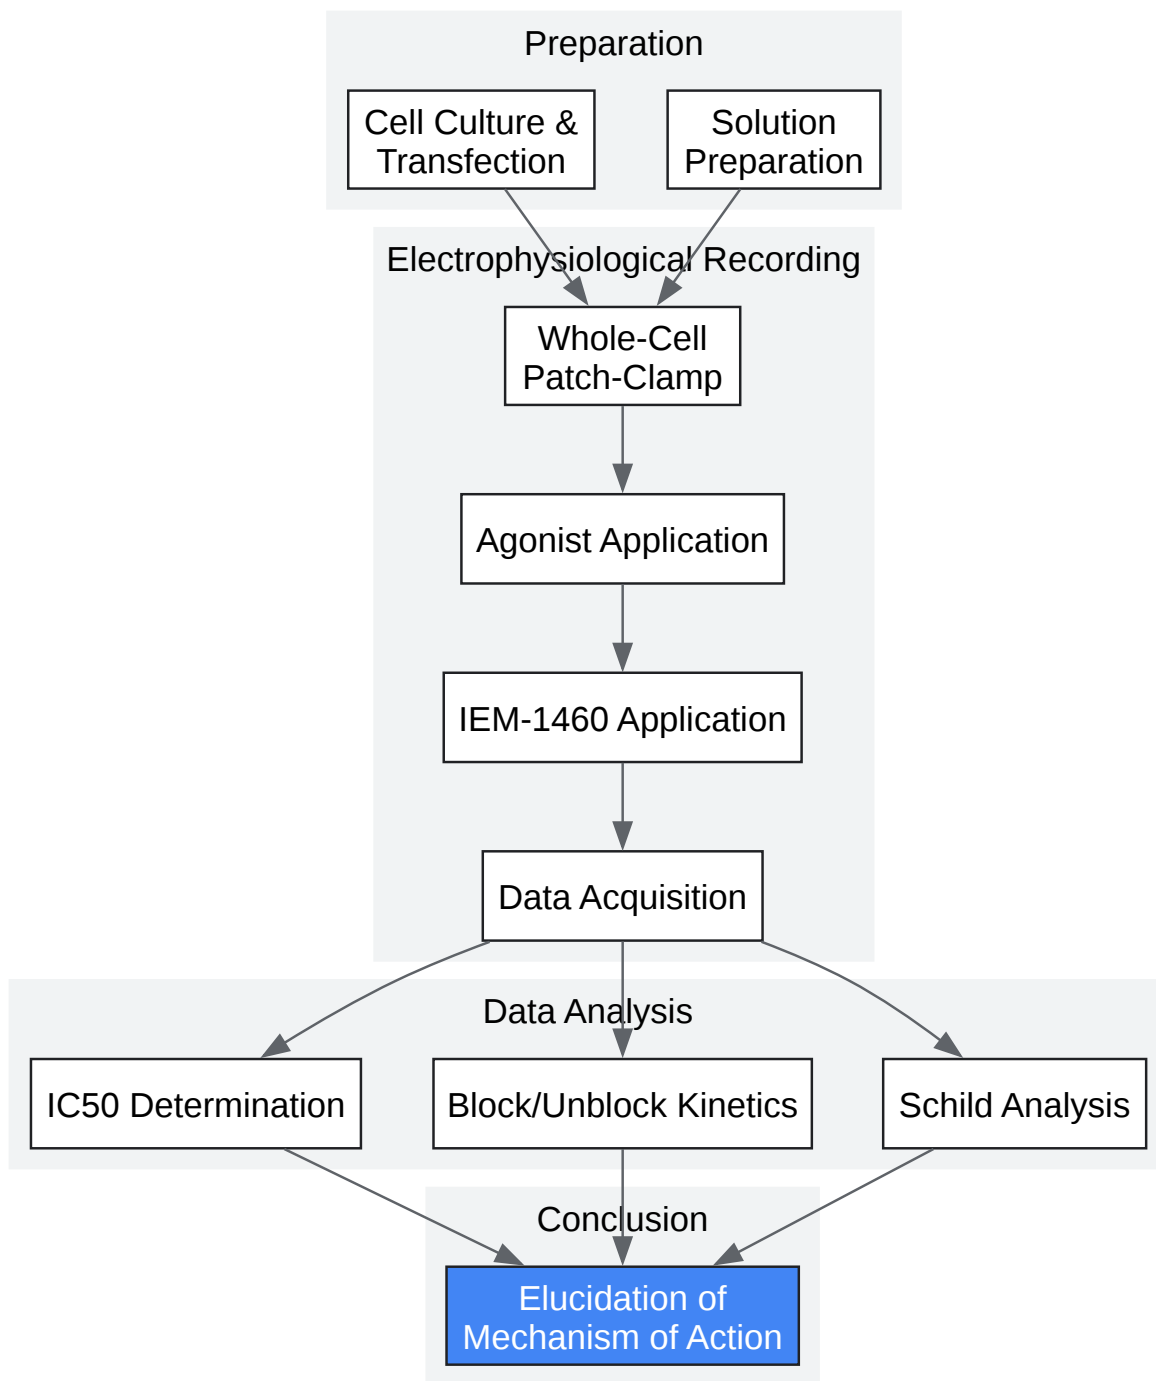 Preparation
Cell Culture &
Transfection
Solution
Preparation
Electrophysiological Recording
Whole-Cell
Patch-Clamp
Agonist Application
IEM-1460 Application
Data Acquisition
Data Analysis
IC50 Determination
Block/Unblock Kinetics
Schild Analysis
Conclusion
Elucidation of
Mechanism of Action